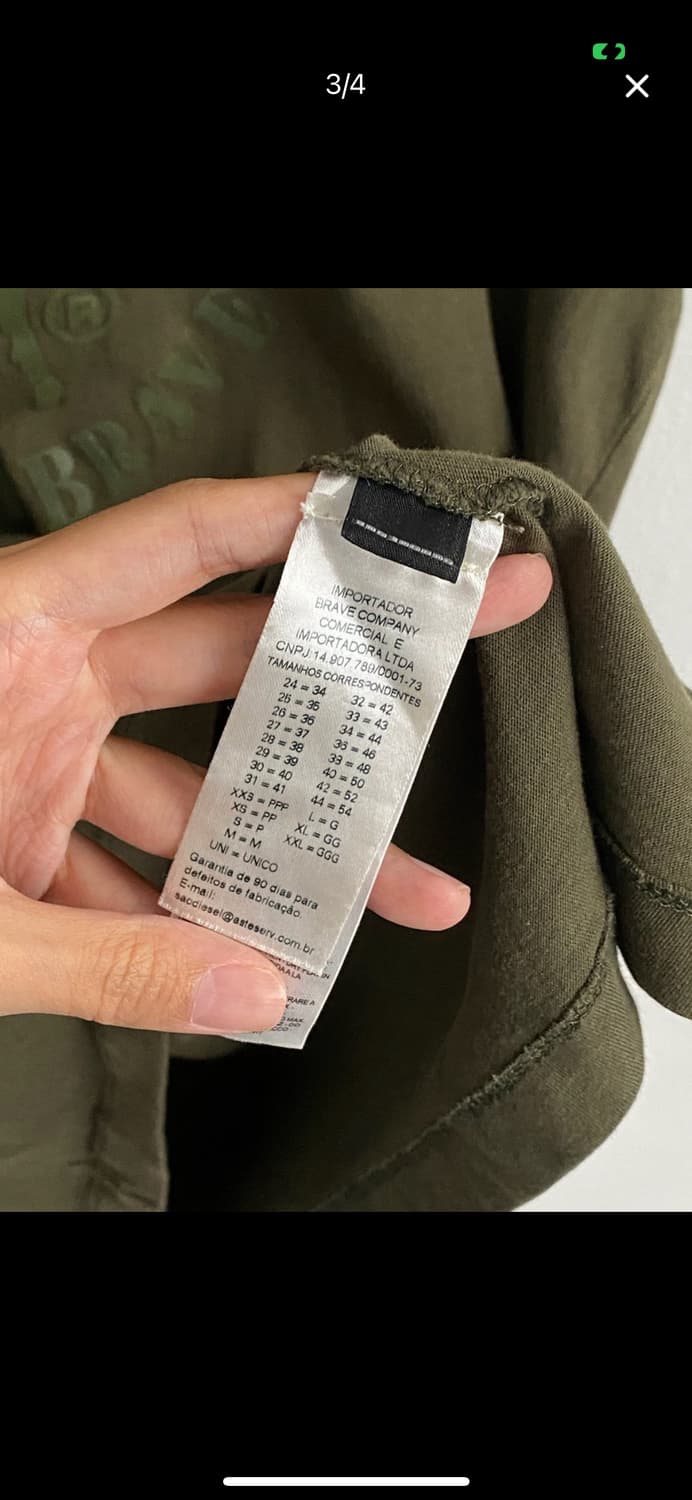 3/4
®
BRAVE
IMPORTADOR
BRAVE COMPANY
COMERCIAL E
IMPORTADORA LTDA
CNPJ:14.907.789/0001-73
TAMANHOS CORRESPONDENTES
24 = 34 32 = 42
25 = 35 33 = 43
26 = 36 34 = 44
27 = 37 36 = 46
28 = 38 38 = 48
29 = 39 40 = 50
30 = 40 42 = 52
31 = 41 44 = 54
XXS = PPP L = G
XS = PP XL = GG
S = P XXL = GGG
M = M
UNI = UNICO
Garantia de 90 dias para
defeitos de fabricação.
E-mail:
sacdiesel@asteserv.com.br